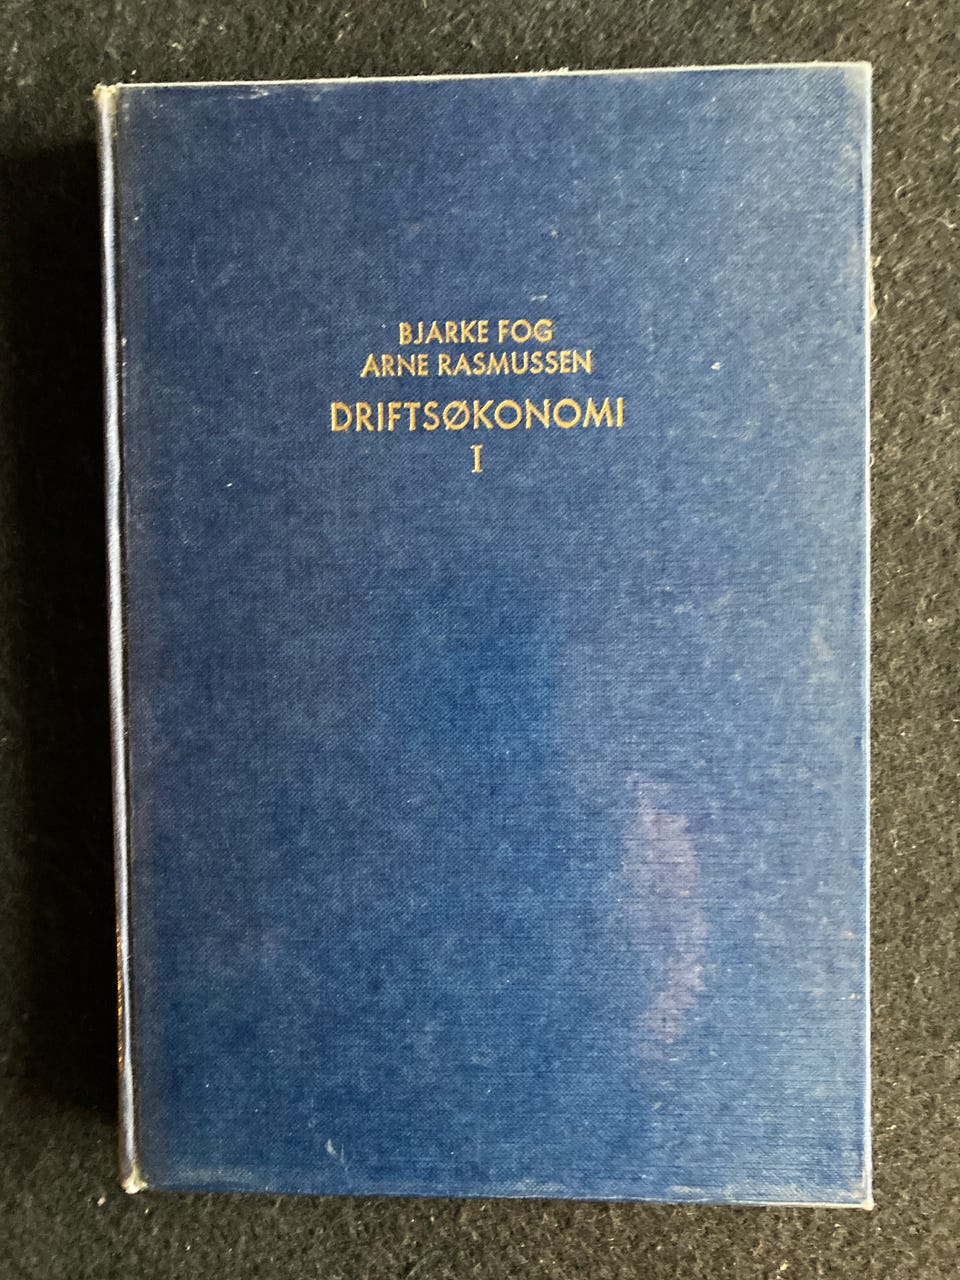 BJARKE FOG
ARNE RASMUSSEN
DRIFTSØKONOMI
I